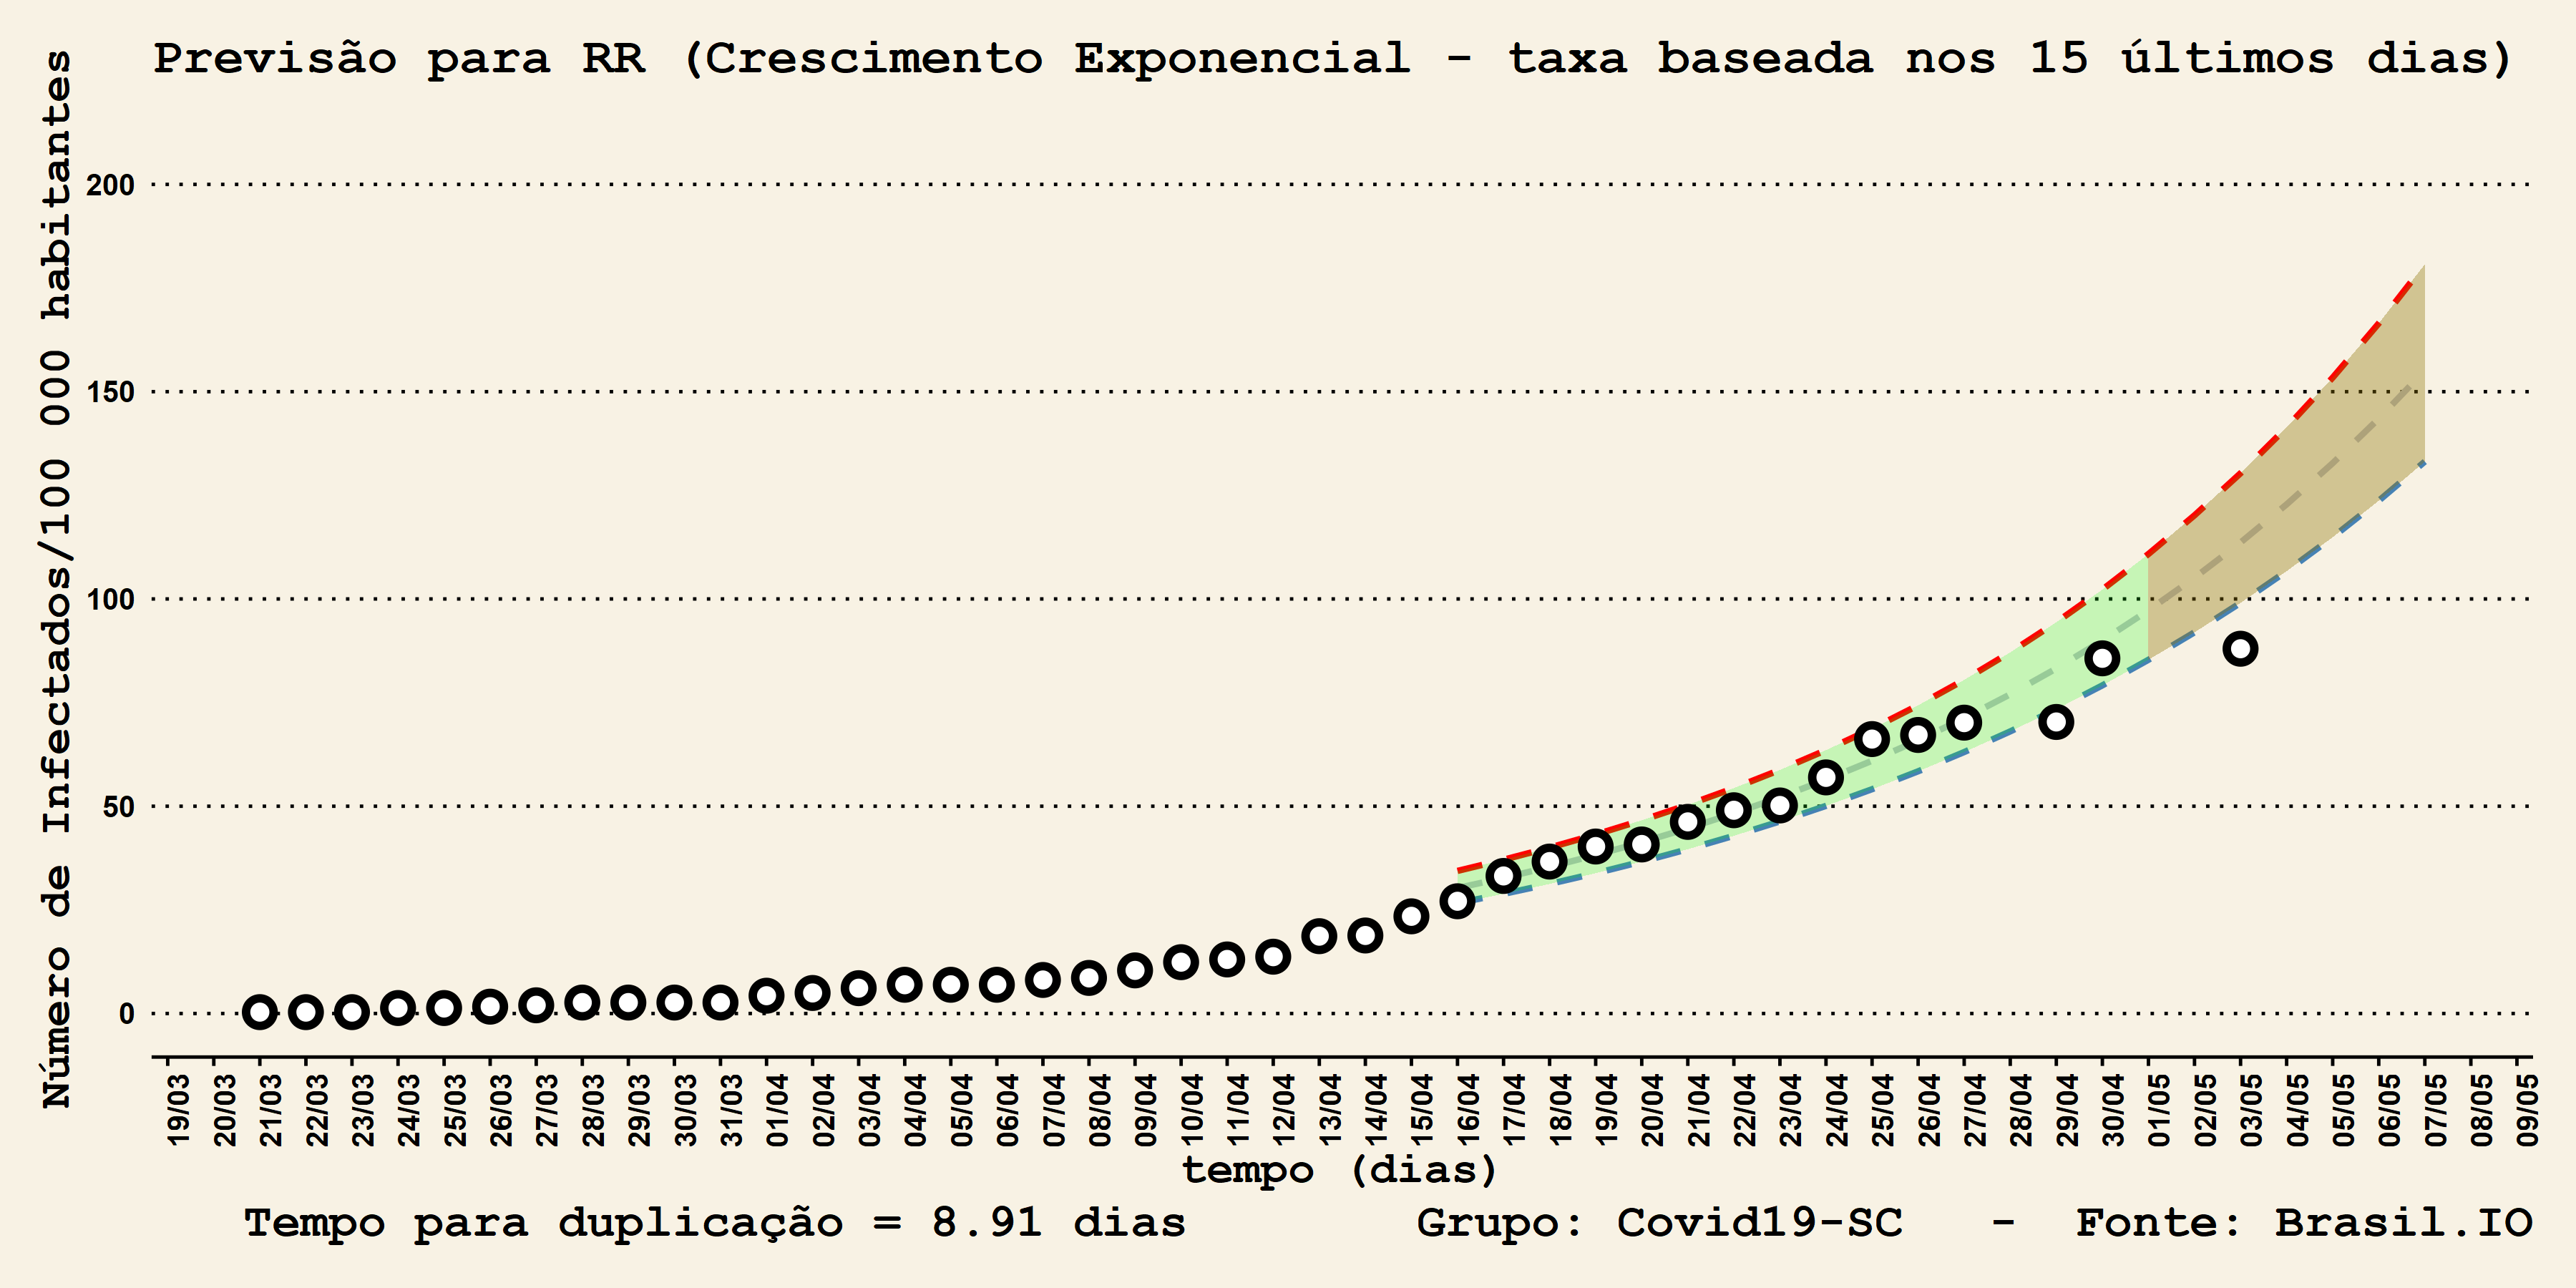 Previsão para RR (Crescimento Exponencial - taxa baseada nos 15 últimos dias)
Número de Infectados/100 000 habitantes
200
150
100
50
0
19/03 20/03 21/03 22/03 23/03 24/03 25/03 26/03 27/03 28/03 29/03 30/03 31/03 01/04 02/04 03/04 04/04 05/04 06/04 07/04 08/04 09/04 10/04 11/04 12/04 13/04 14/04 15/04 16/04 17/04 18/04 19/04 20/04 21/04 22/04 23/04 24/04 25/04 26/04 27/04 28/04 29/04 30/04 01/05 02/05 03/05 04/05 05/05 06/05 07/05 08/05 09/05
tempo (dias)
Tempo para duplicação = 8.91 dias Grupo: Covid19-SC - Fonte: Brasil.IO